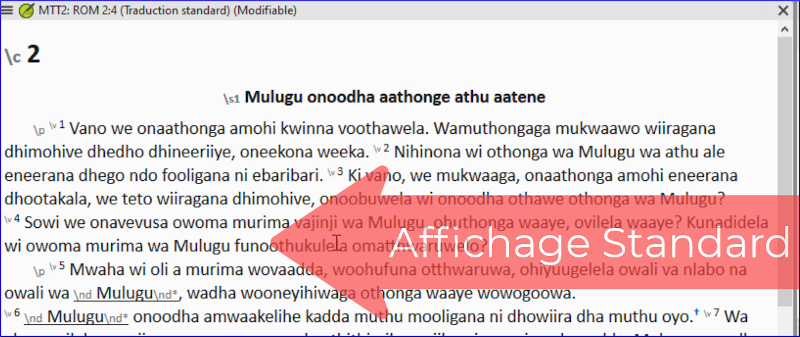 MTT2: ROM 2:4 (Traduction standard) (Modifiable)
\c 2
\s1 Mulugu onoodha aathonge athu aatene
\p \v 1 Vano we onaathonga amohi kwinna voothawela. Wamuthongaga mukwaawo wiiragana
dhimohive dhedho dhineeriiye, oneekona weeka. \v 2 Nihinona wi othonga wa Mulugu wa athu ale
eneerana dhego ndo fooligana ni ebaribari. \v 3 Ki vano, we mukwaaga, onaathonga amohi eneerana
dhootakala, we teto wiiragana dhimohive, onoobuwela wi onoodha othawe othonga wa Mulugu?
\v 4 Sowi we onavevusa owoma murima vajinji wa Mulugu, ohuthonga waaye, ovilela waaye? Kunadidela
wi owoma murima wa Mulugu funoothukulela
Affichage Standard
\p \v 5 Mwaha wi oli a murima wovaadda, woohufuna otthwaruwa, ohiyuugelela owali va nlabo na
owali wa \nd Mulugu\nd*, wadha wooneyihiwaga othonga waaye wowogoowa.
\v 6 \nd Mulugu\nd* onoodha amwaakelihe kadda muthu mooligana ni dhowiira dha muthu oyo.† \v 7 Wa